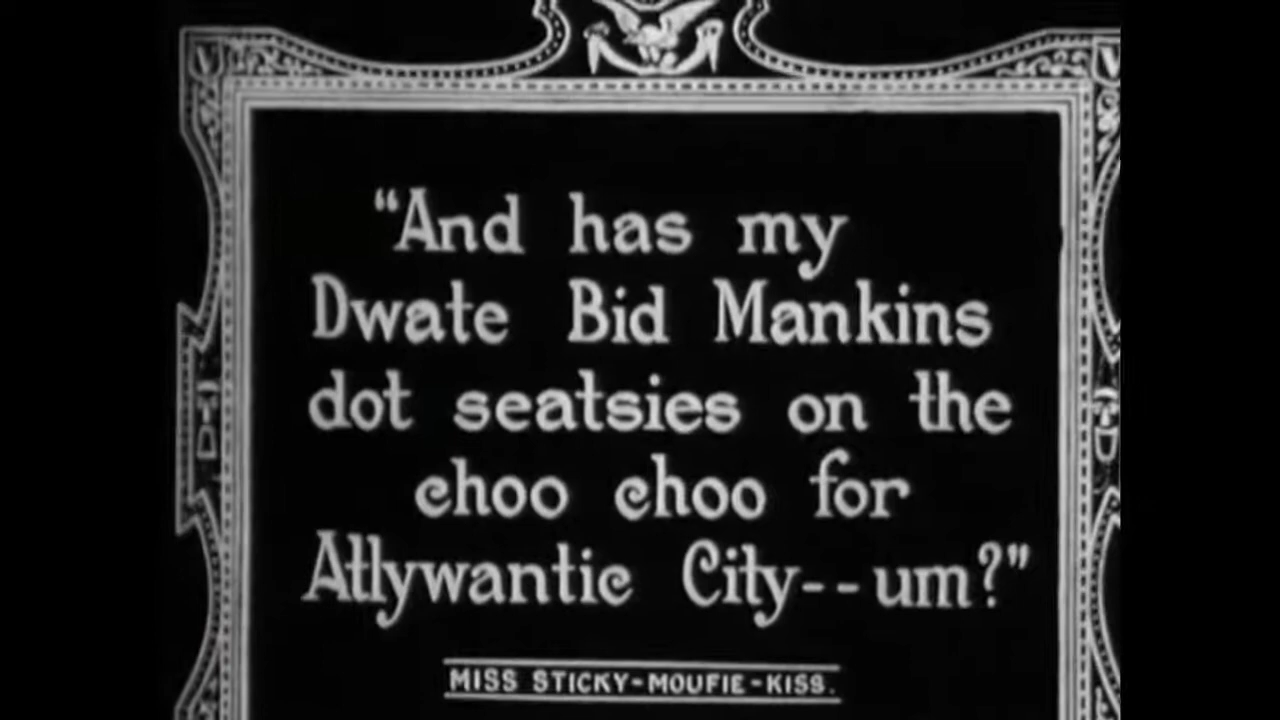 “And has my
Dwate Bid Mankins
dot seatsies on the
choo choo for
Atlywantic City--um?”
MISS STICKY-MOUFIE-KISS.